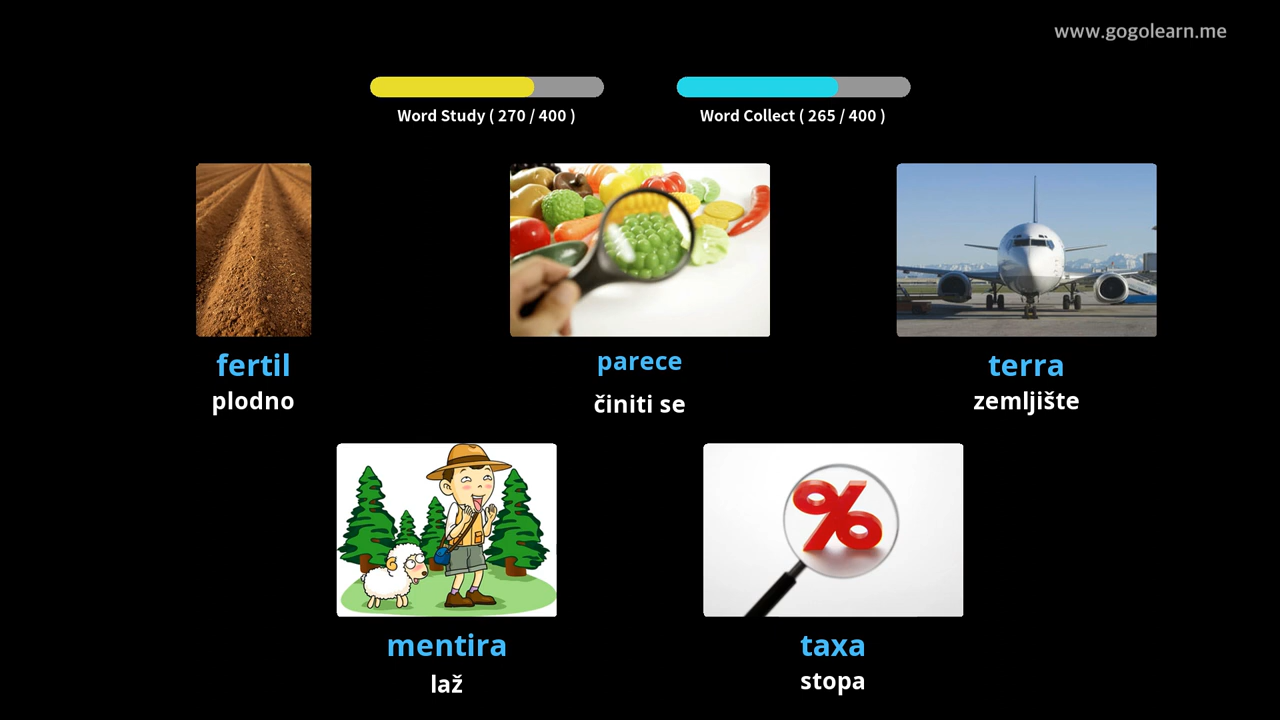 www.gogolearn.me
Word Study ( 270 / 400 )
Word Collect ( 265 / 400 )
fertil
plodno
parece
činiti se
terra
zemljište
mentira
laž
taxa
stopa